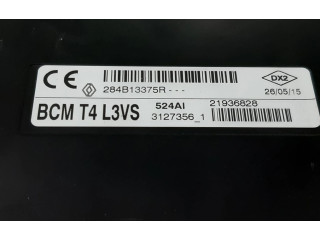 CE
284B13375R---
DX2
26/05/15
BCM T4 L3VS
524AI
21936828
3127356_1